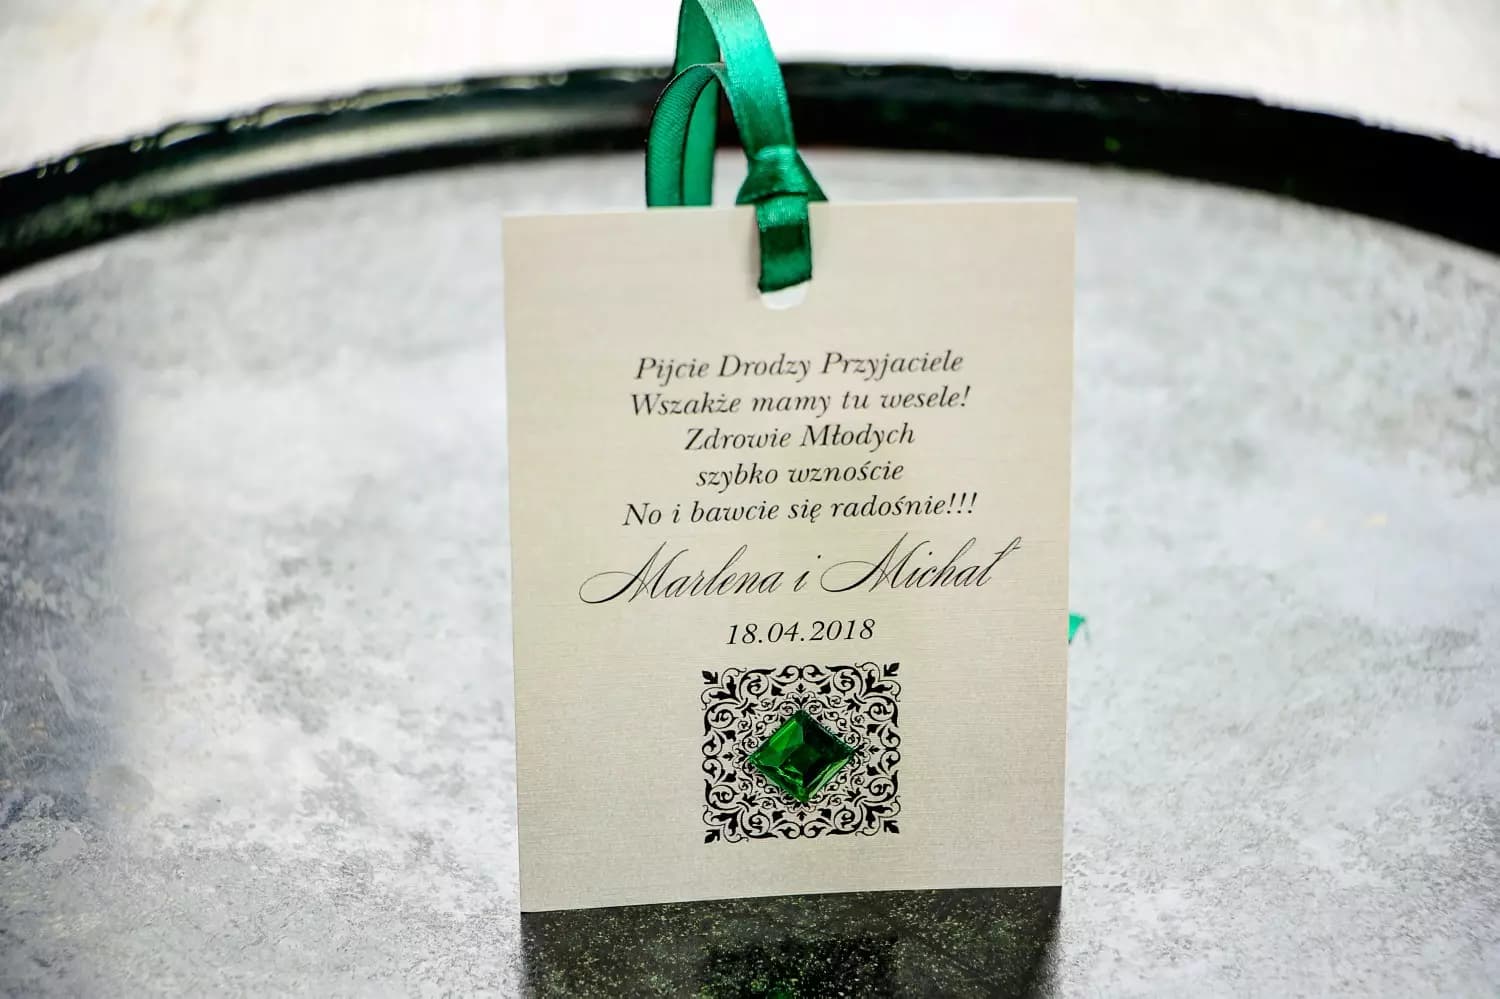 Pijcie Drodzy Przyjaciele
Wszakże mamy tu wesele!
Zdrowie Młodych
szybko wznoście
No i bawcie się radośnie!!!
Marlena i Michał
18.04.2018